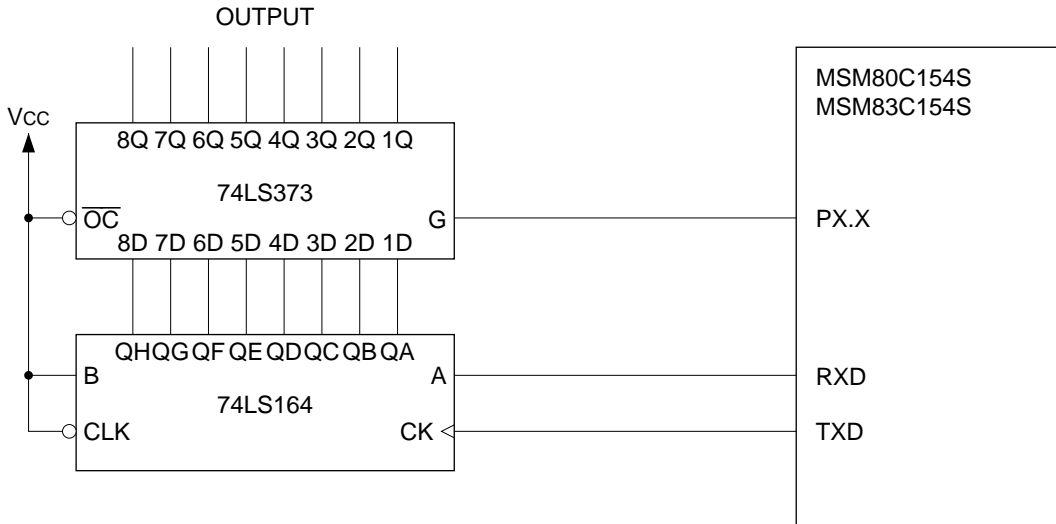 OUTPUT
MSM80C154S
MSM83C154S
VCC
8Q 7Q 6Q 5Q 4Q 3Q 2Q 1Q
74LS373
OC G PX.X
8D 7D 6D 5D 4D 3D 2D 1D
QH QG QF QE QD QC QB QA
B A RXD
74LS164
CLK CK TXD